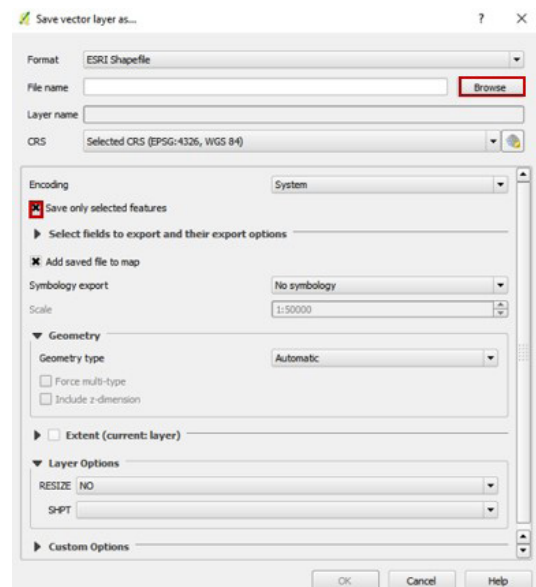 Save vector layer as...
?
Format ESRI Shapefile
File name Browse
Layer name
CRS Selected CRS (EPSG:4326, WGS 84)
Encoding System
Save only selected features
Select fields to export and their export options
Add saved file to map
Symbology export No symbology
Scale 1:50000
Geometry
Geometry type Automatic
Force multi-type
Include z-dimension
Extent (current: layer)
Layer Options
RESIZE NO
SHPT
Custom Options
OK Cancel Help